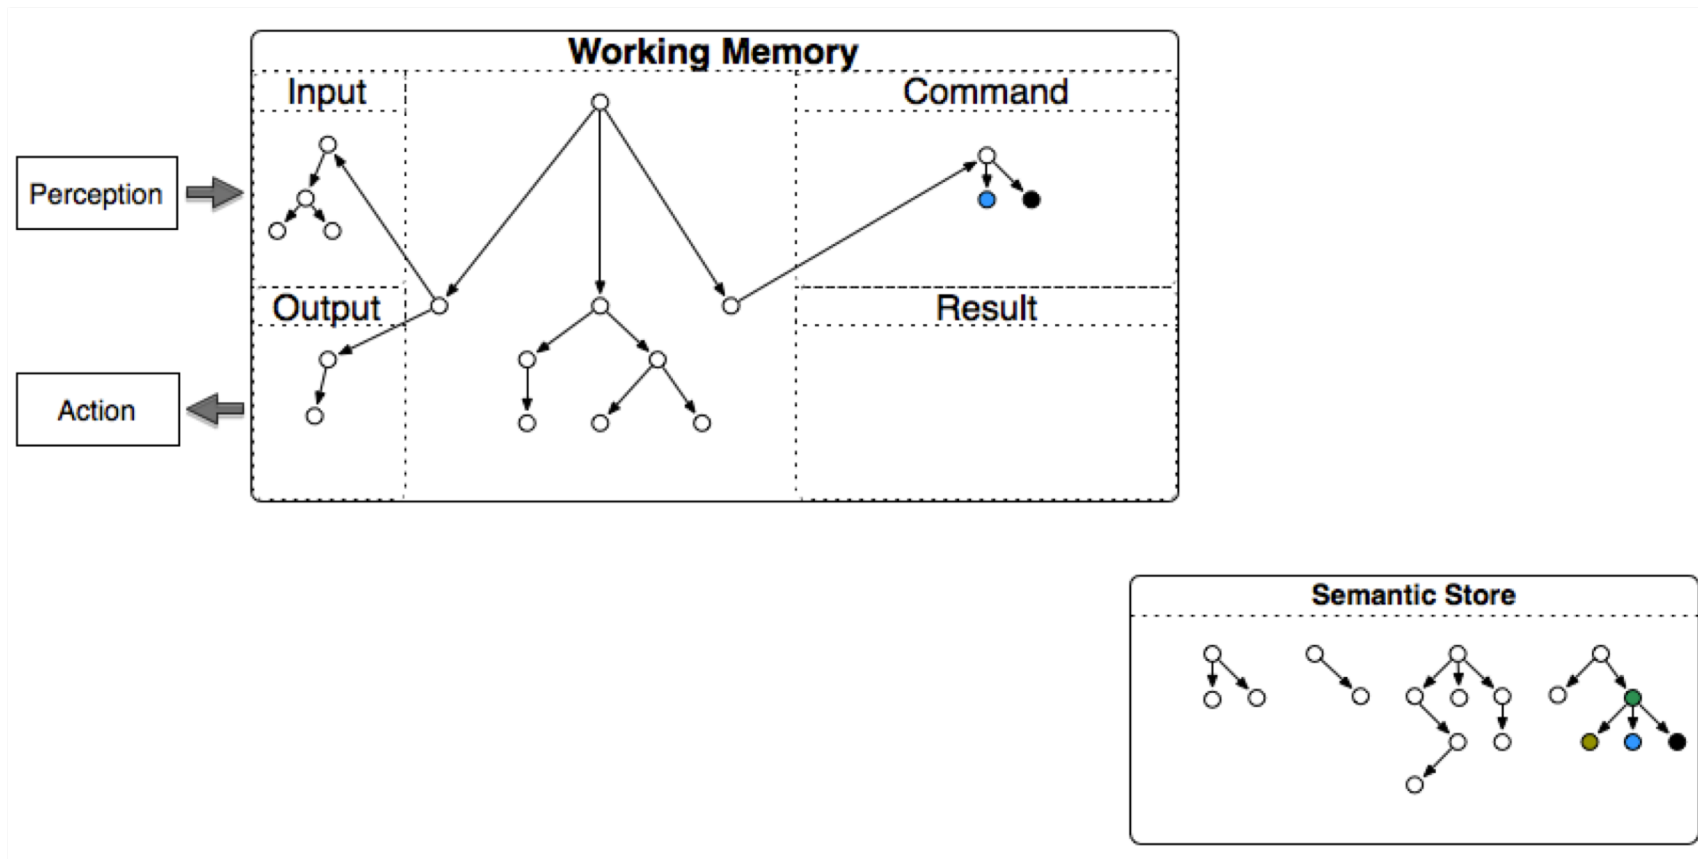 Working Memory
Input
Command
Perception
Output
Result
Action
Semantic Store